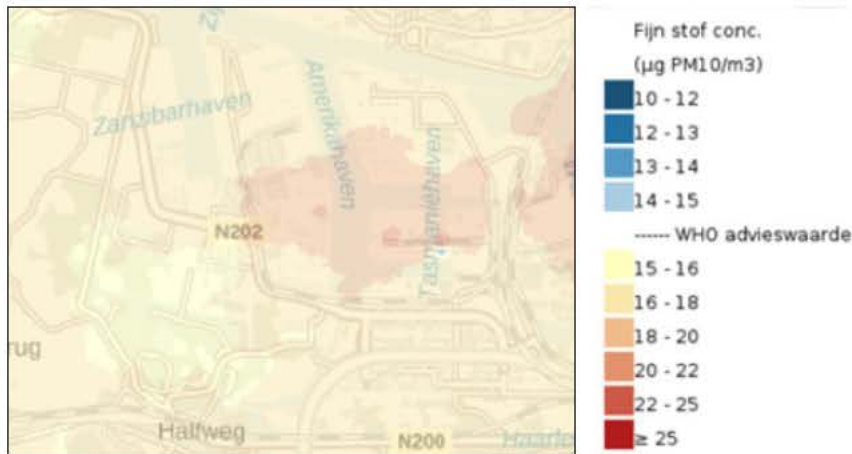 Zanzibarhaven
Amerikahaven
Tasmaniëhaven
N202
rug
Halfweg
N200
Haarle
Fijn stof conc.
(µg PM10/m3)
10 - 12
12 - 13
13 - 14
14 - 15
------ WHO advieswaarde
15 - 16
16 - 18
18 - 20
20 - 22
22 - 25
≥ 25